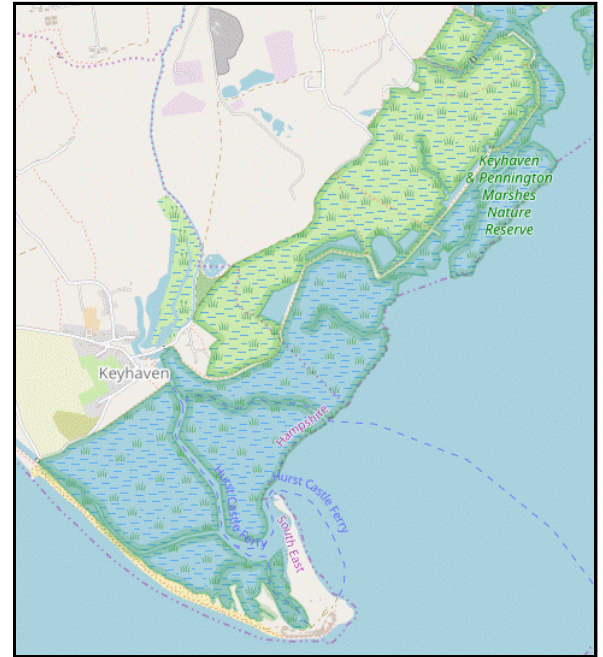 Keyhaven
& Pennington
Marshes
Nature
Reserve
Keyhaven
Hampshire
Hurst Castle Ferry
Hurst Castle Ferry
South East